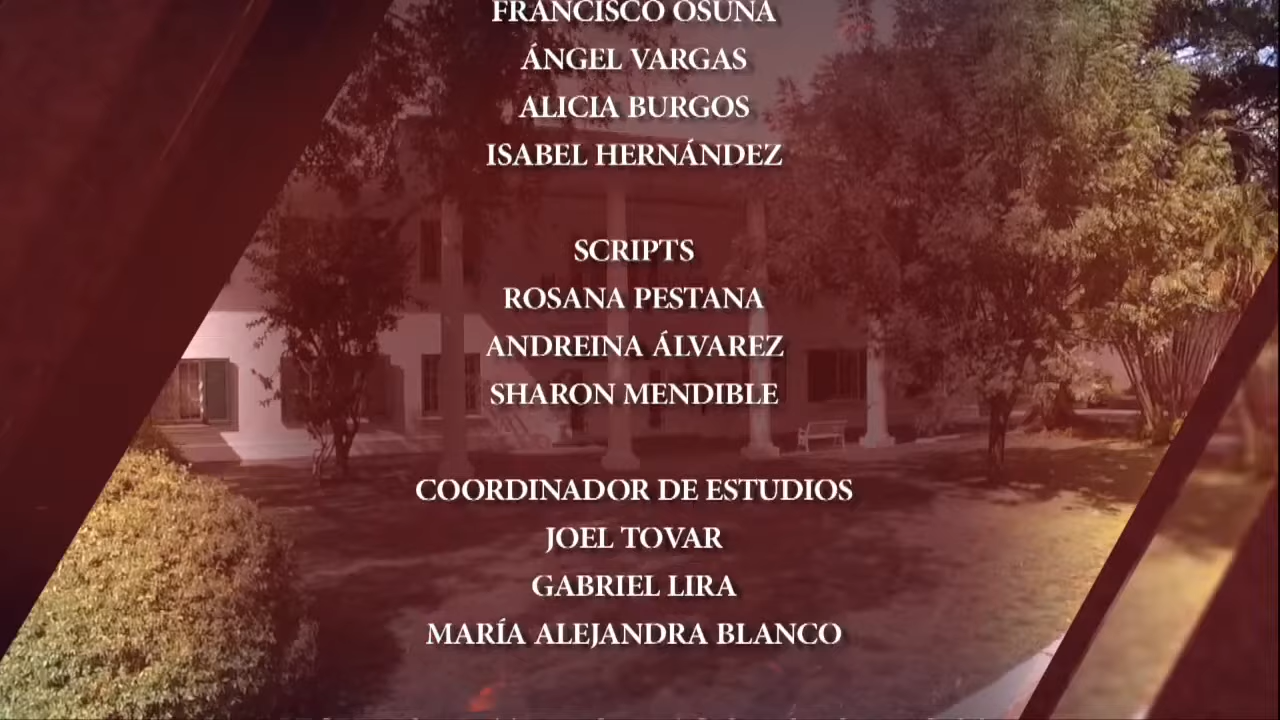 FRANCISCO OSUNA
ÁNGEL VARGAS
ALICIA BURGOS
ISABEL HERNÁNDEZ
SCRIPTS
ROSANA PESTANA
ANDREINA ÁLVAREZ
SHARON MENDIBLE
COORDINADOR DE ESTUDIOS
JOEL TOVAR
GABRIEL LIRA
MARÍA ALEJANDRA BLANCO